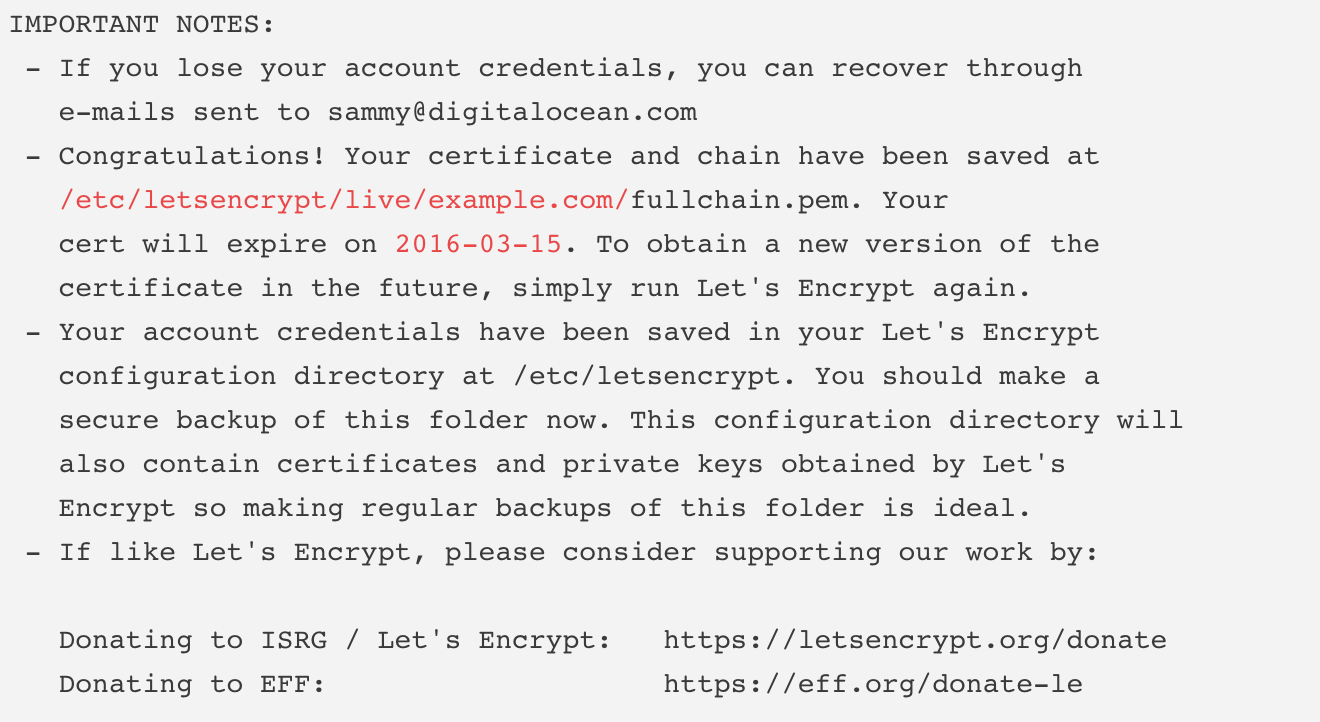 IMPORTANT NOTES:
- If you lose your account credentials, you can recover through
e-mails sent to sammy@digitalocean.com
- Congratulations! Your certificate and chain have been saved at
/etc/letsencrypt/live/example.com/fullchain.pem. Your
cert will expire on 2016-03-15. To obtain a new version of the
certificate in the future, simply run Let's Encrypt again.
- Your account credentials have been saved in your Let's Encrypt
configuration directory at /etc/letsencrypt. You should make a
secure backup of this folder now. This configuration directory will
also contain certificates and private keys obtained by Let's
Encrypt so making regular backups of this folder is ideal.
- If like Let's Encrypt, please consider supporting our work by:
Donating to ISRG / Let's Encrypt:   https://letsencrypt.org/donate
Donating to EFF:                    https://eff.org/donate-le